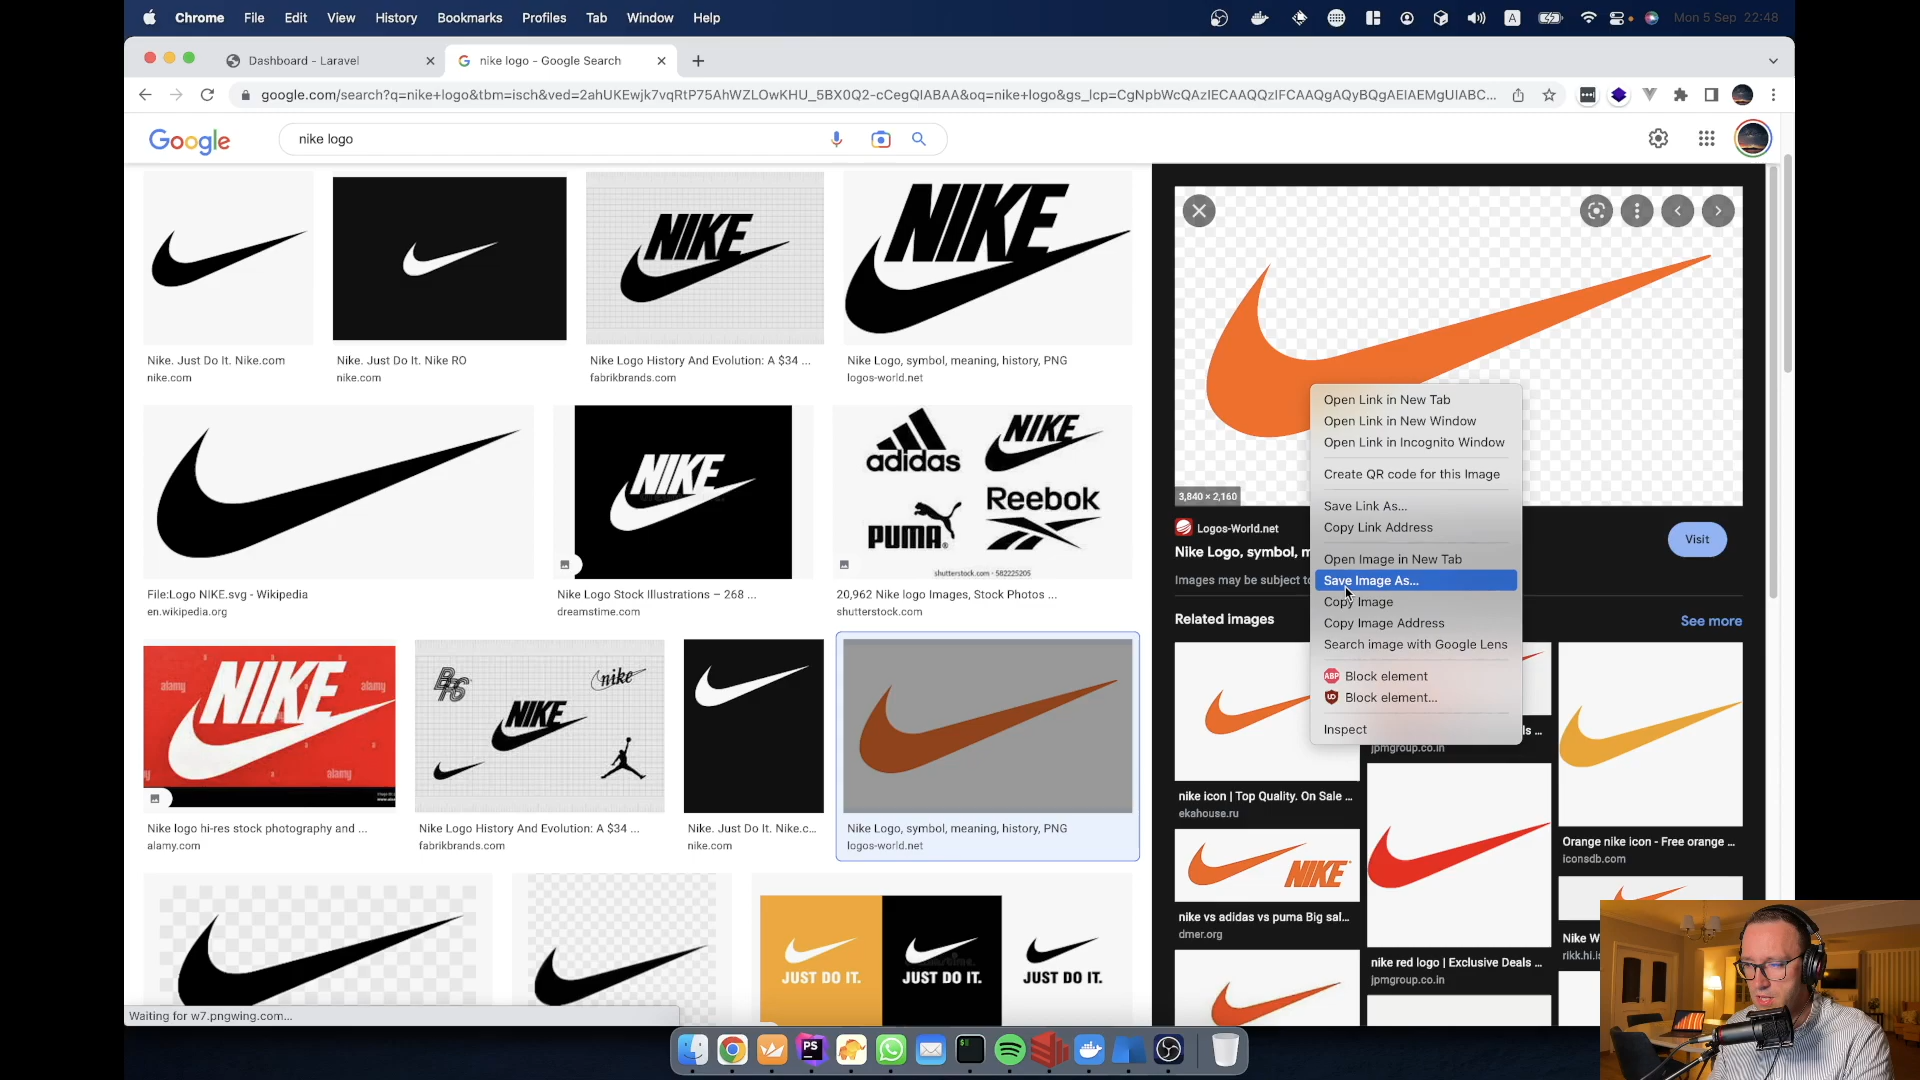 Chrome File Edit View History Bookmarks Profiles Tab Window Help
A
Mon 5 Sep 22:48
Dashboard - Laravel
nike logo - Google Search
google.com/search?q=nike+logo&tbm=isch&ved=2ahUKEwjk7vqRtP75AhWZLOwKHU_5BX0Q2-cCegQIABAA&oq=nike+logo&gs_lcp=CgNpbWcQAzIECAAQQzIFCAAQgAQyBQgAEIAEMgUIABC...
Google
nike logo
NIKE
NIKE
Nike. Just Do It. Nike.com
nike.com
Nike. Just Do It. Nike RO
nike.com
Nike Logo History And Evolution: A $34 ...
fabrikbrands.com
Nike Logo, symbol, meaning, history, PNG
logos-world.net
NIKE
adidas
NIKE
PUMA
Reebok
shutterstock.com · 582225205
File:Logo NIKE.svg - Wikipedia
en.wikipedia.org
Nike Logo Stock Illustrations – 268 ...
dreamstime.com
20,962 Nike logo Images, Stock Photos ...
shutterstock.com
alamy
NIKE
alamy
alamy
nike
NIKE
Nike logo hi-res stock photography and ...
alamy.com
Nike Logo History And Evolution: A $34 ...
fabrikbrands.com
Nike. Just Do It. Nike.c...
nike.com
Nike Logo, symbol, meaning, history, PNG
logos-world.net
JUST DO IT.
JUST DO IT.
JUST DO IT.
Waiting for w7.pngwing.com...
3,840 × 2,160
Logos-World.net
Nike Logo, symbol, m
Images may be subject to
Visit
Related images
See more
Open Link in New Tab
Open Link in New Window
Open Link in Incognito Window
Create QR code for this Image
Save Link As...
Copy Link Address
Open Image in New Tab
Save Image As...
Copy Image
Copy Image Address
Search image with Google Lens
ABP Block element
Block element...
Inspect
ls ...
jpmgroup.co.in
nike icon | Top Quality. On Sale ...
ekahouse.ru
NIKE
nike vs adidas vs puma Big sal...
dmer.org
nike red logo | Exclusive Deals ...
jpmgroup.co.in
Orange nike icon - Free orange ...
iconsdb.com
Nike W
rikk.hi.is
PS